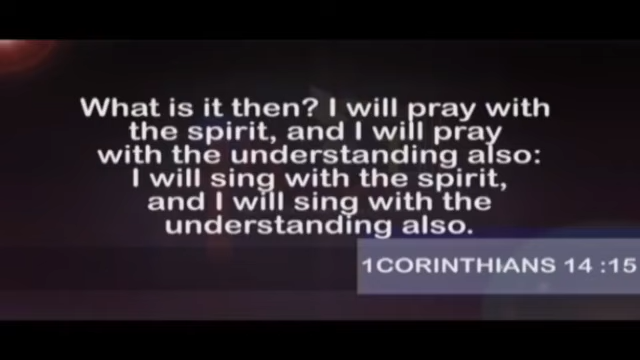 What is it then? I will pray with
the spirit, and I will pray
with the understanding also:
I will sing with the spirit,
and I will sing with the
understanding also.
1CORINTHIANS 14 :15